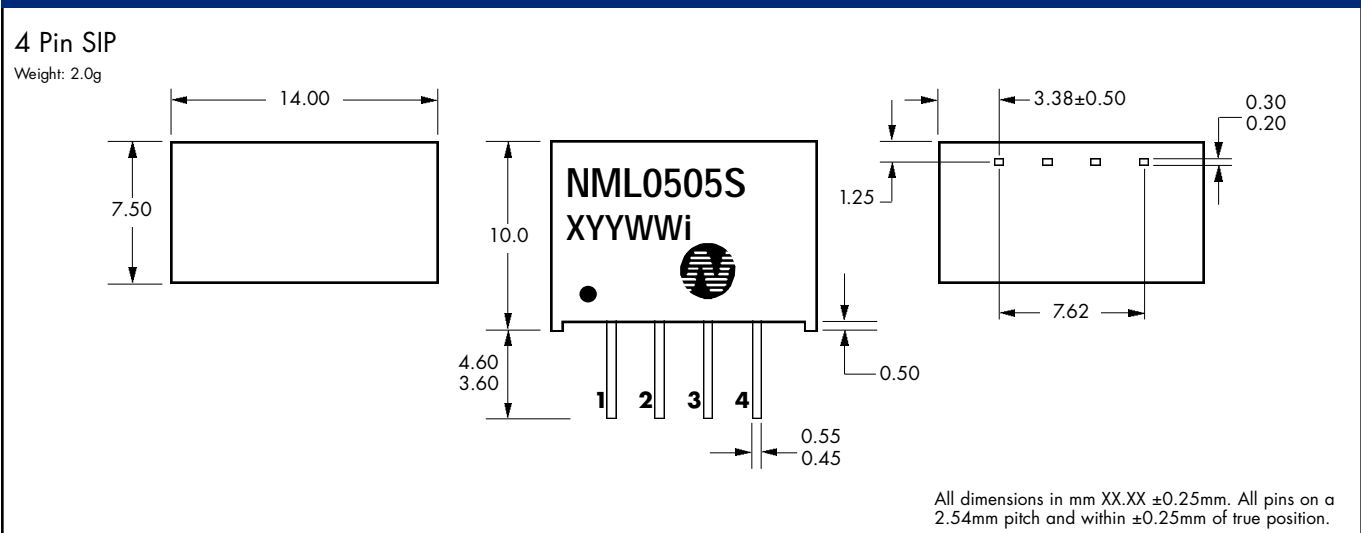 4 Pin SIP
Weight: 2.0g
14.00
7.50
NML0505S
XYYWWi
10.0
4.60
3.60
1 2 3 4
0.55
0.45
0.50
3.38±0.50
0.30
0.20
1.25
7.62
All dimensions in mm XX.XX ±0.25mm. All pins on a
2.54mm pitch and within ±0.25mm of true position.